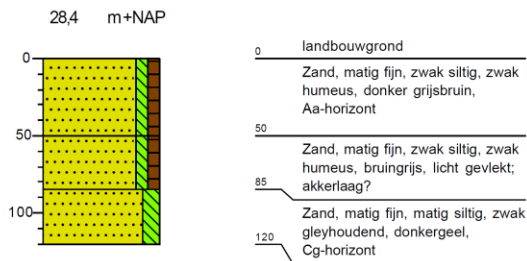 28,4 m+NAP
0
50
100
0 landbouwgrond
Zand, matig fijn, zwak siltig, zwak
humeus, donker grijsbruin,
Aa-horizont
50
Zand, matig fijn, zwak siltig, zwak
humeus, bruingrijs, licht gevlekt;
akkerlaag?
85
Zand, matig fijn, matig siltig, zwak
gleyhoudend, donkergeel,
Cg-horizont
120